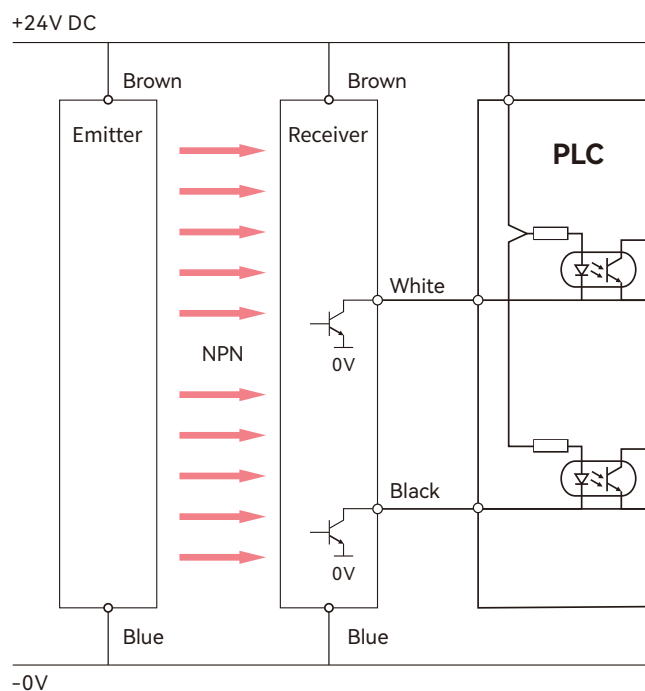 +24V DC
Brown
Brown
Emitter
Receiver
PLC
White
NPN
0V
Black
0V
Blue
Blue
-0V